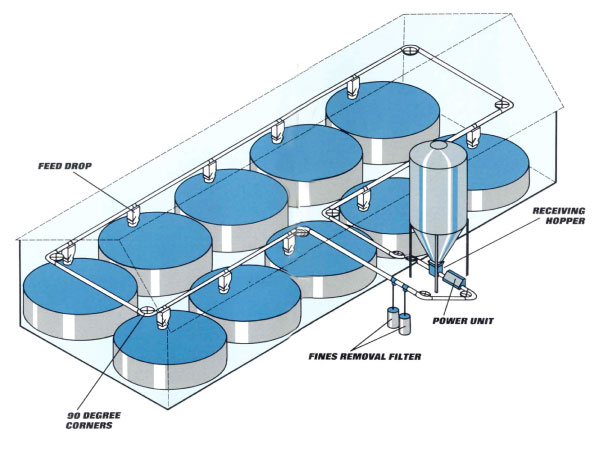 FEED DROP
RECEIVING
HOPPER
POWER UNIT
FINES REMOVAL FILTER
90 DEGREE
CORNERS